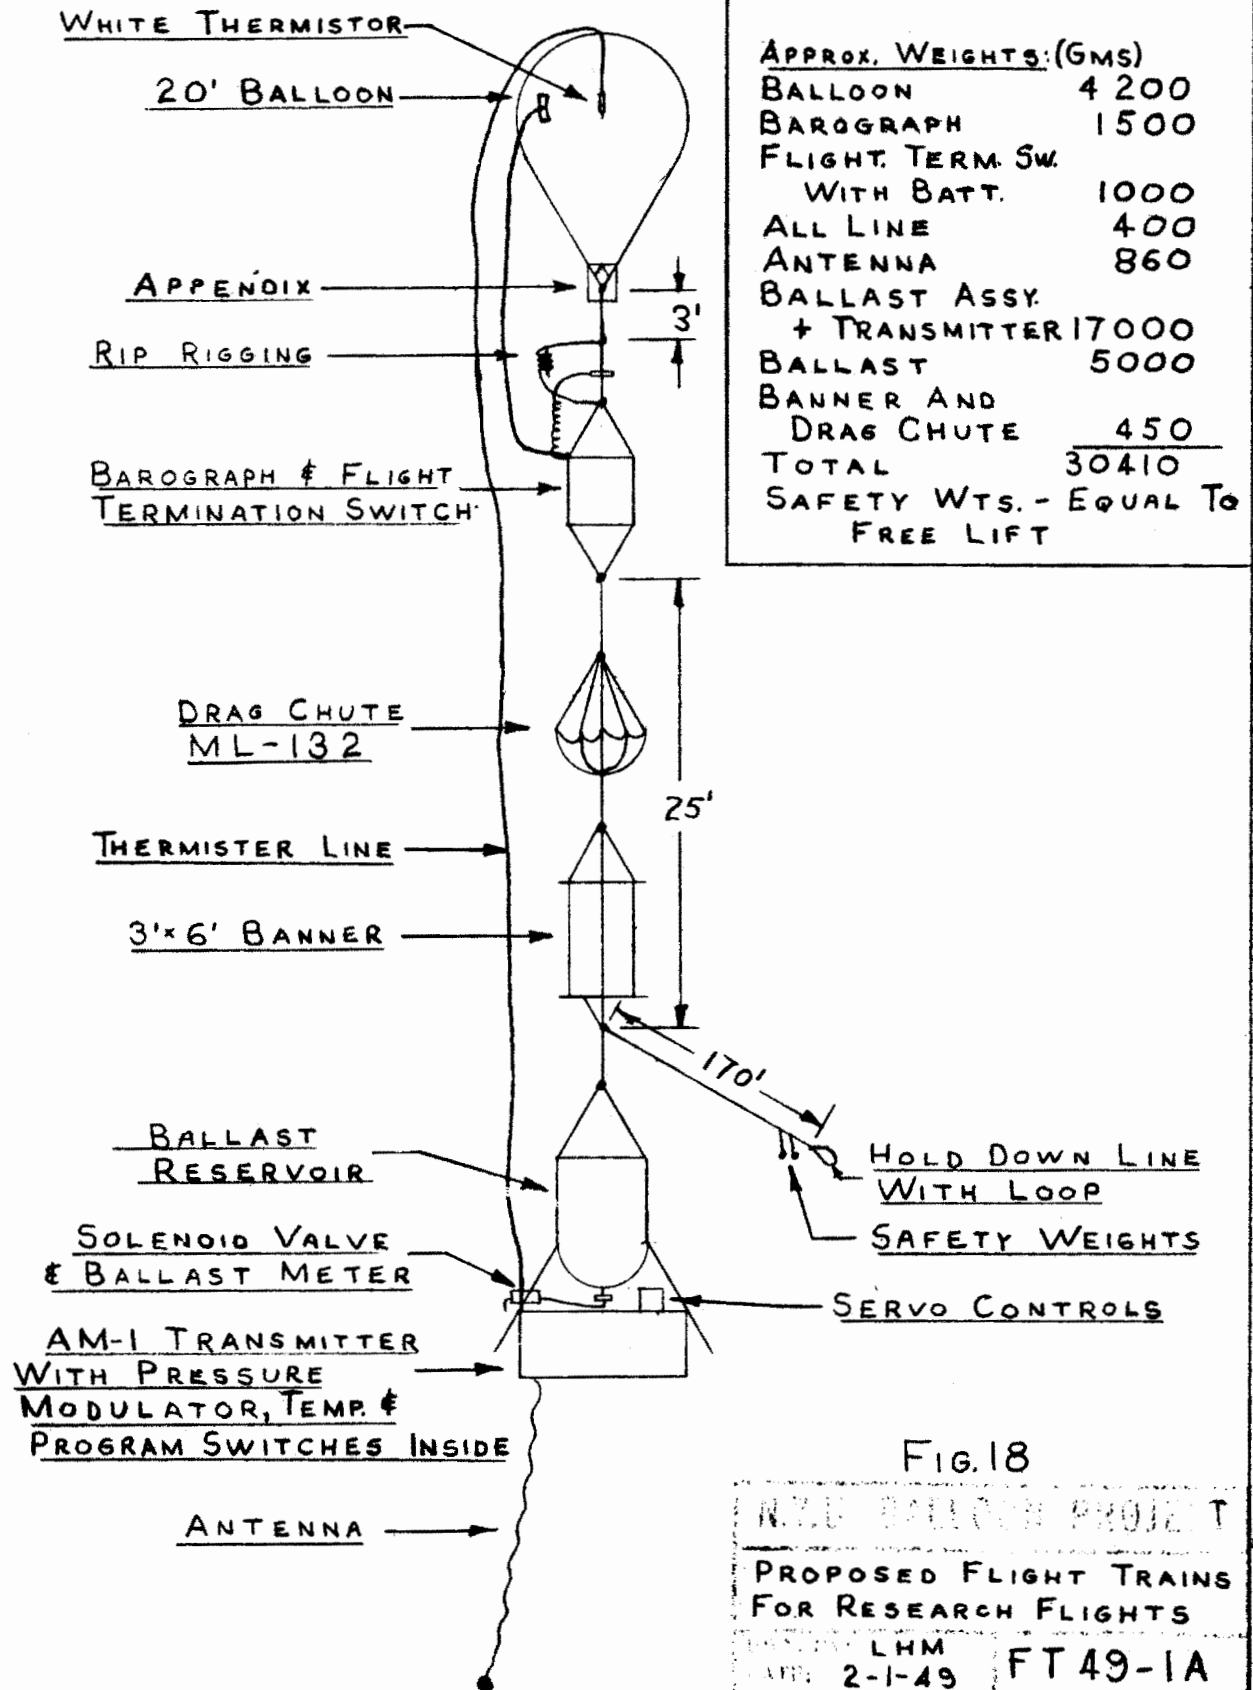 WHITE THERMISTOR
20' BALLOON
APPENDIX
3'
RIP RIGGING
BAROGRAPH & FLIGHT
TERMINATION SWITCH
DRAG CHUTE
ML-132
25'
THERMISTER LINE
3'×6' BANNER
170'
BALLAST
RESERVOIR
HOLD DOWN LINE
WITH LOOP
SAFETY WEIGHTS
SOLENOID VALVE
& BALLAST METER
SERVO CONTROLS
AM-1 TRANSMITTER
WITH PRESSURE
MODULATOR, TEMP. &
PROGRAM SWITCHES INSIDE
ANTENNA
APPROX. WEIGHTS: (GMS)
BALLOON 4200
BAROGRAPH 1500
FLIGHT. TERM. SW.
WITH BATT. 1000
ALL LINE 400
ANTENNA 860
BALLAST ASSY.
+ TRANSMITTER 17000
BALLAST 5000
BANNER AND
DRAG CHUTE 450
TOTAL 30410
SAFETY WTS. - EQUAL TO
FREE LIFT
FIG. 18
N.Y.U. BALLOON PROJECT
PROPOSED FLIGHT TRAINS
FOR RESEARCH FLIGHTS
LHM
2-1-49
FT 49-1A